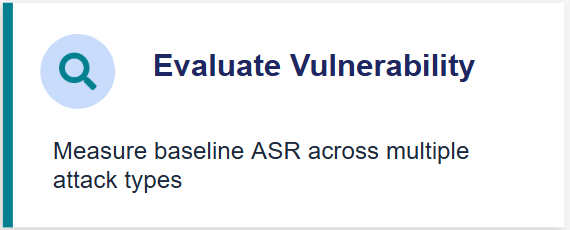 Evaluate Vulnerability
Measure baseline ASR across multiple
attack types